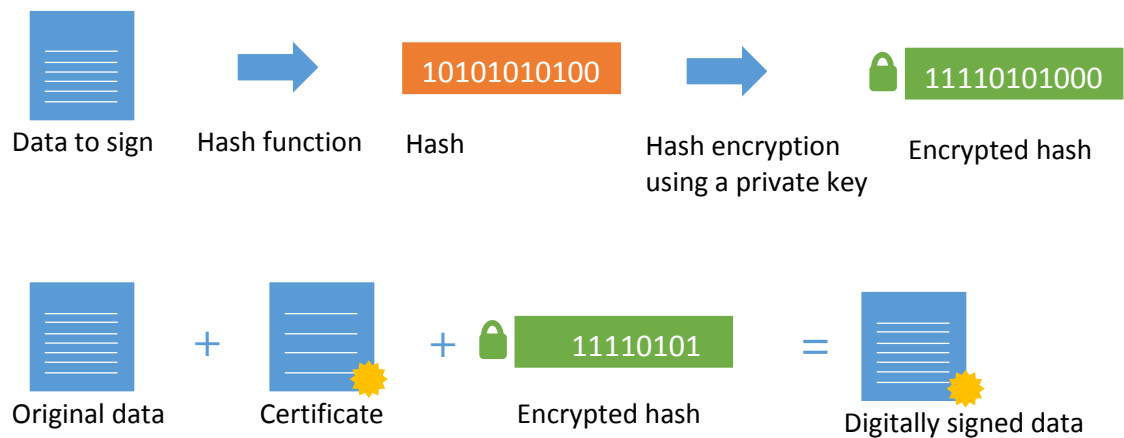 10101010100
11110101000
Data to sign
Hash function
Hash
Hash encryption
using a private key
Encrypted hash
+
+
11110101
=
Original data
Certificate
Encrypted hash
Digitally signed data